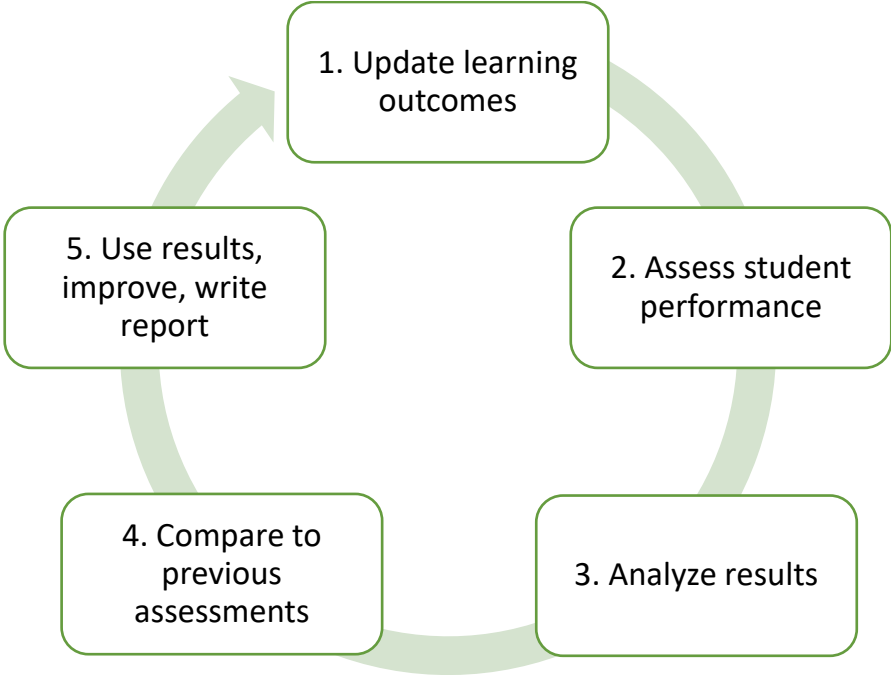 1. Update learning
outcomes
2. Assess student
performance
3. Analyze results
4. Compare to
previous
assessments
5. Use results,
improve, write
report